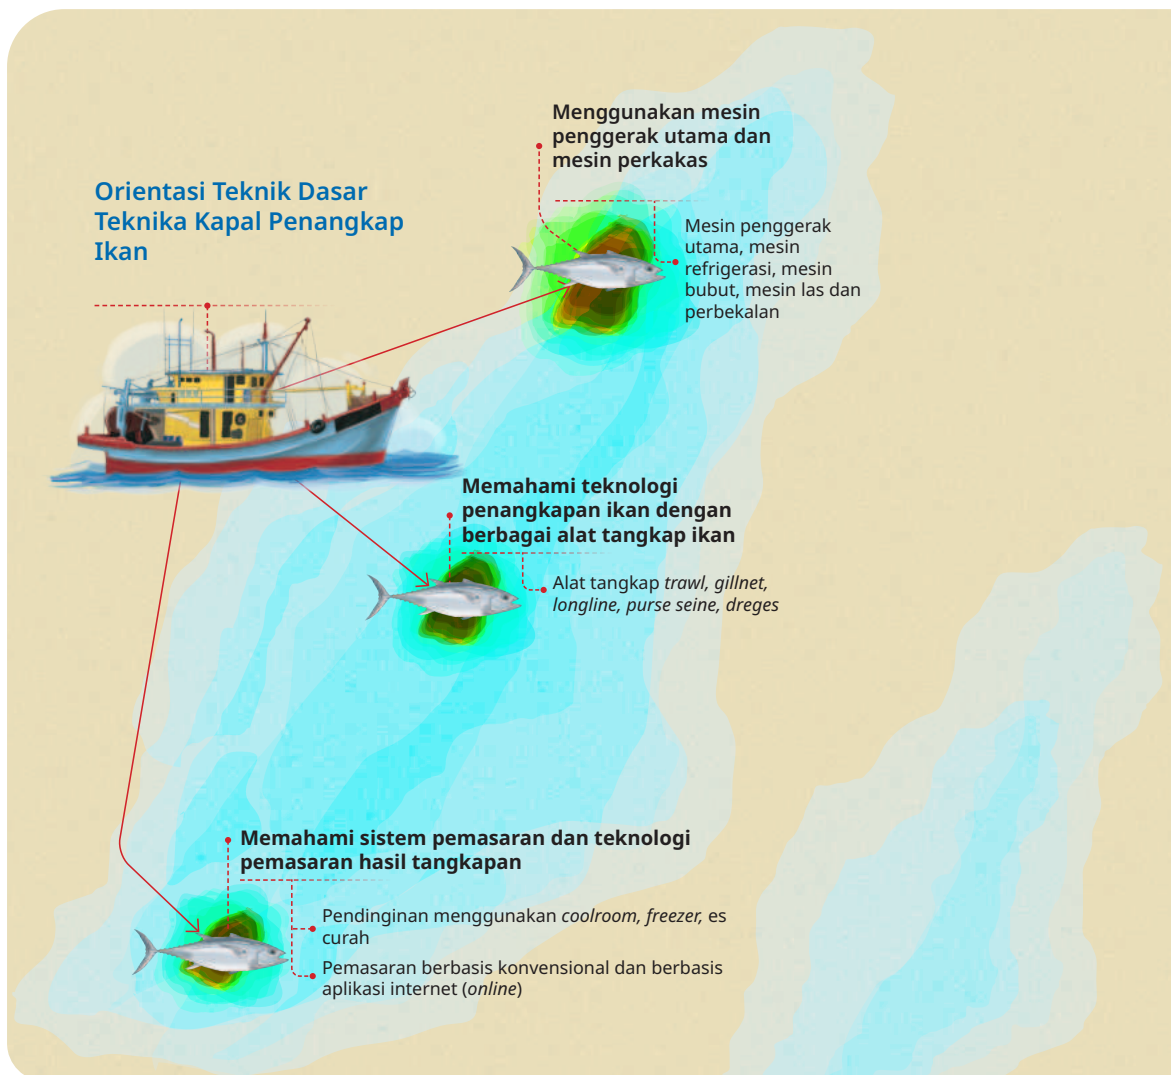 Orientasi Teknik Dasar
Teknika Kapal Penangkap
Ikan
Menggunakan mesin
penggerak utama dan
mesin perkakas
Mesin penggerak
utama, mesin
refrigerasi, mesin
bubut, mesin las dan
perbekalan
Memahami teknologi
penangkapan ikan dengan
berbagai alat tangkap ikan
Alat tangkap trawl, gillnet,
longline, purse seine, dreges
Memahami sistem pemasaran dan teknologi
pemasaran hasil tangkapan
Pendinginan menggunakan coolroom, freezer, es
curah
Pemasaran berbasis konvensional dan berbasis
aplikasi internet (online)